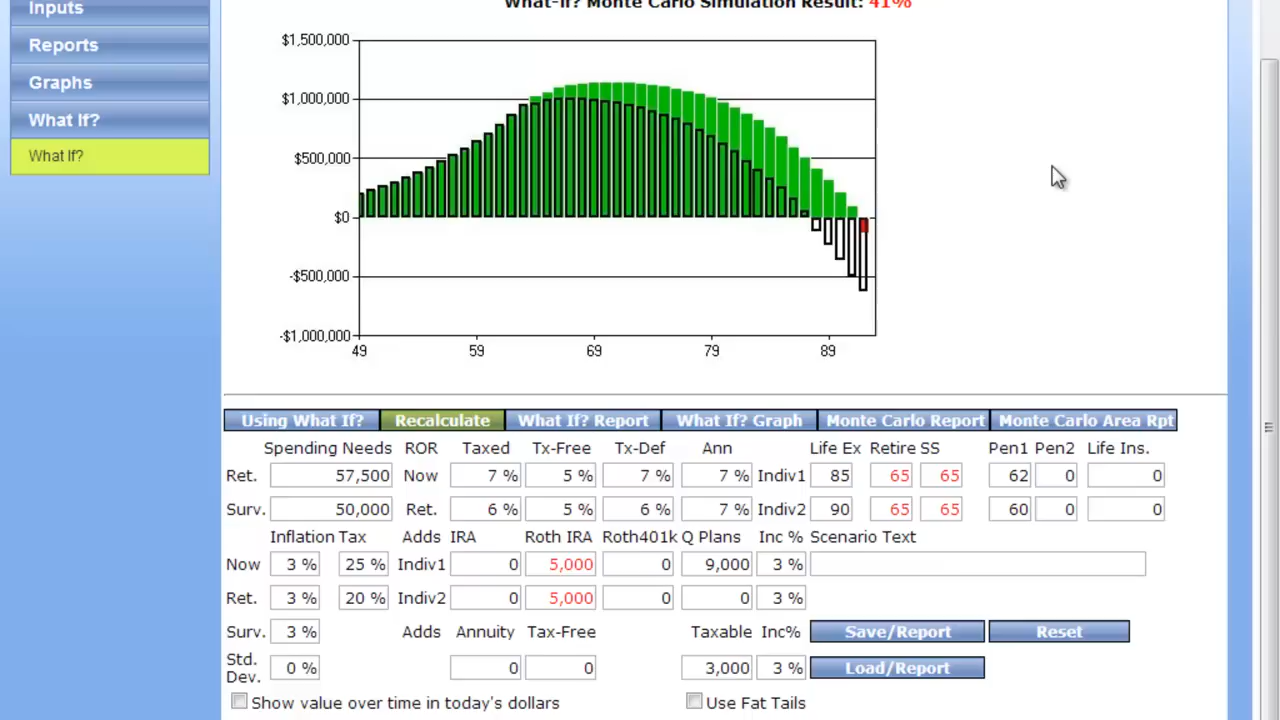 Inputs
Reports
Graphs
What If?
What If?
What-If? Monte Carlo Simulation Result: 41%
$1,500,000
$1,000,000
$500,000
$0
-$500,000
-$1,000,000
49 59 69 79 89
Using What If? Recalculate What If? Report What If? Graph Monte Carlo Report Monte Carlo Area Rpt
Spending Needs ROR Taxed Tx-Free Tx-Def Ann Life Ex Retire SS Pen1 Pen2 Life Ins.
Ret. 57,500 Now 7 % 5 % 7 % 7 % Indiv1 85 65 65 62 0 0
Surv. 50,000 Ret. 6 % 5 % 6 % 7 % Indiv2 90 65 65 60 0 0
Inflation Tax Adds IRA Roth IRA Roth401k Q Plans Inc % Scenario Text
Now 3 % 25 % Indiv1 0 5,000 0 9,000 3 %
Ret. 3 % 20 % Indiv2 0 5,000 0 0 3 %
Surv. 3 % Adds Annuity Tax-Free Taxable Inc% Save/Report Reset
Std. Dev. 0 % 0 0 3,000 3 % Load/Report
Show value over time in today's dollars Use Fat Tails